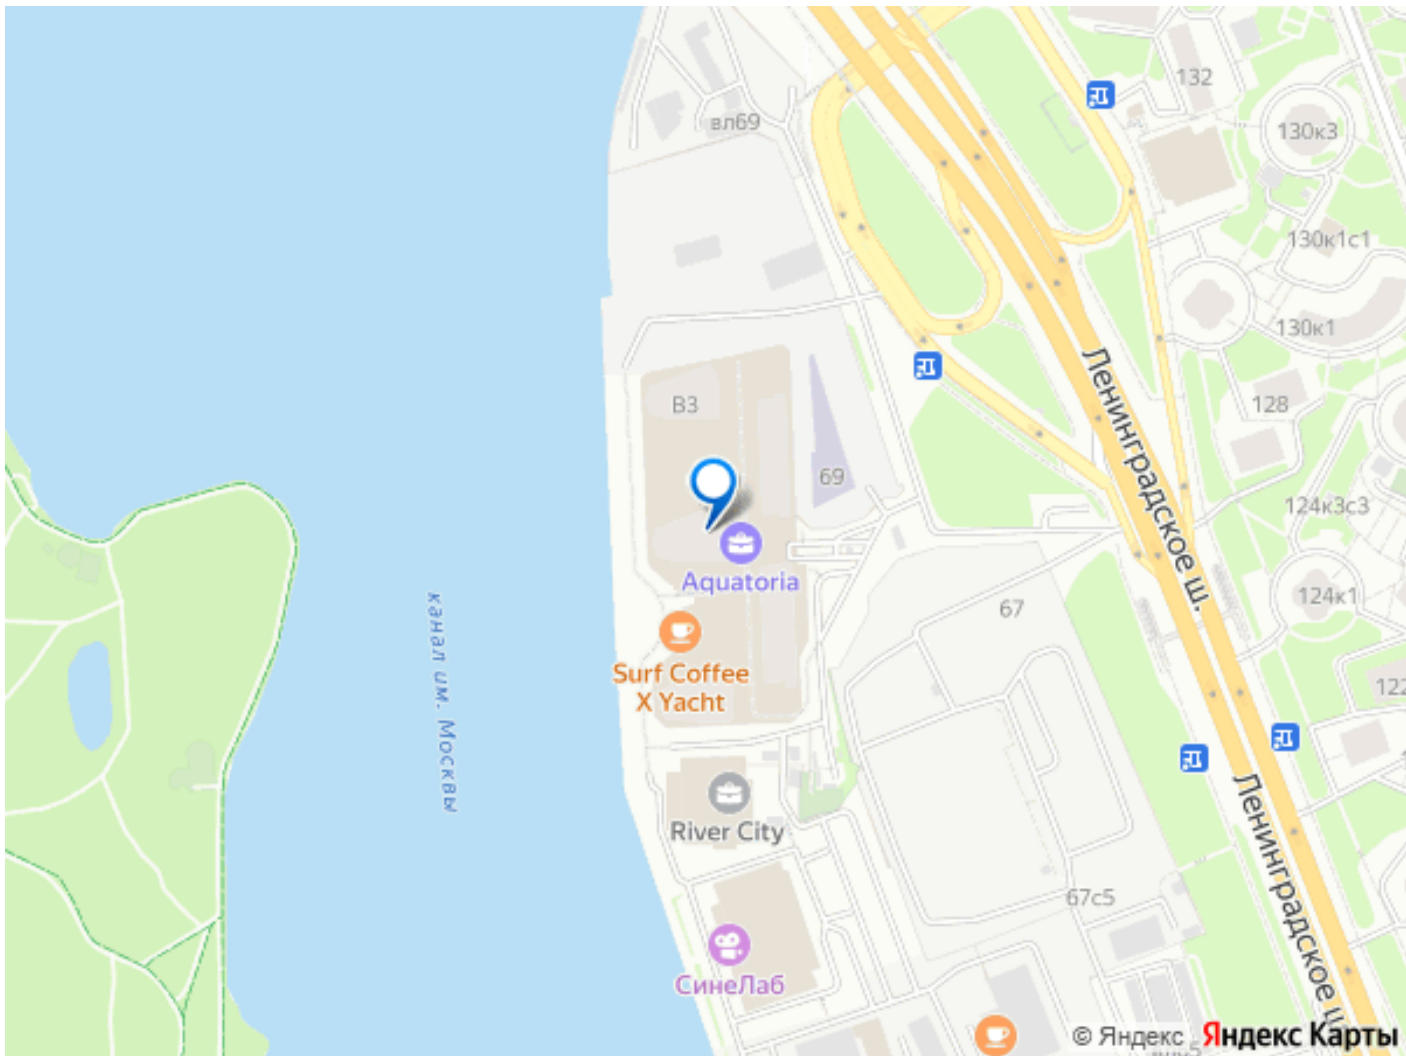 132
вл69
130к3
130к1с1
130к1
Ленинградское ш.
В3
128
69
124к3с3
Aquatoria
124к1
67
канал им. Москвы
Surf Coffee
X Yacht
122
River City
Ленинградское ш
67с5
СинеЛаб
© Яндекс Яндекс Карты